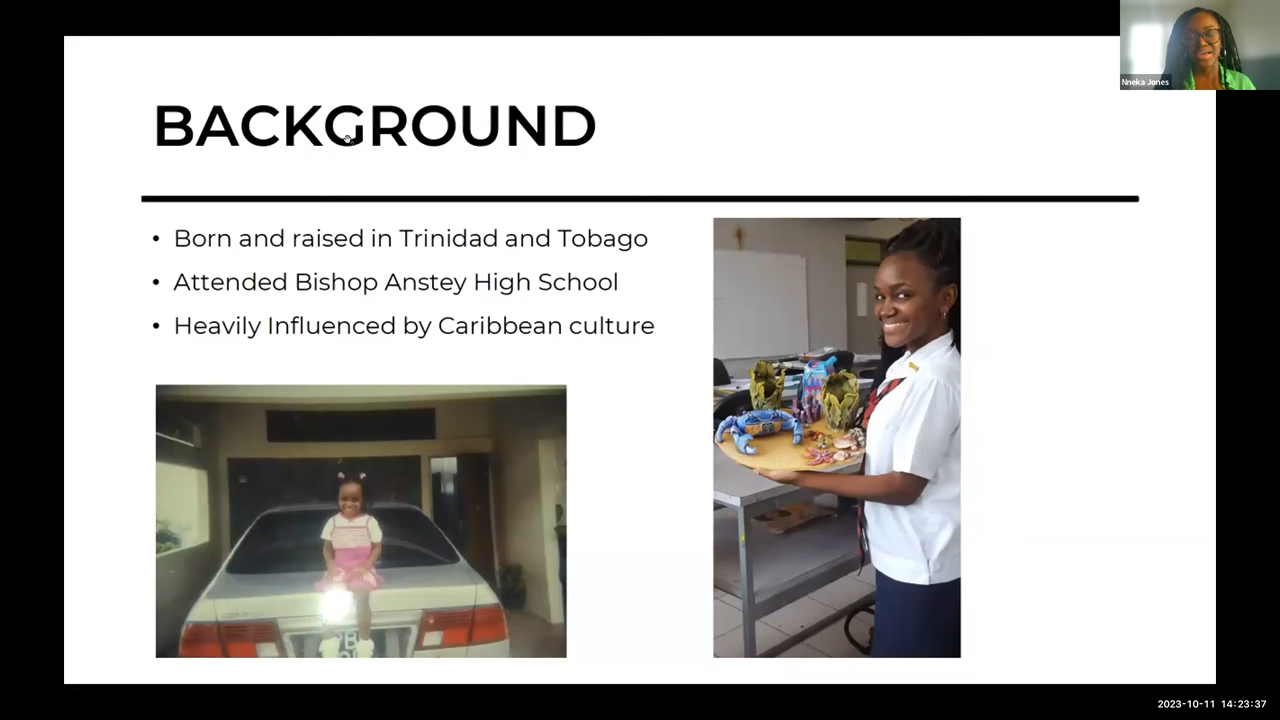 Nneka Jones
BACKGROUND
• Born and raised in Trinidad and Tobago
• Attended Bishop Anstey High School
• Heavily Influenced by Caribbean culture
2023-10-11 14:23:37